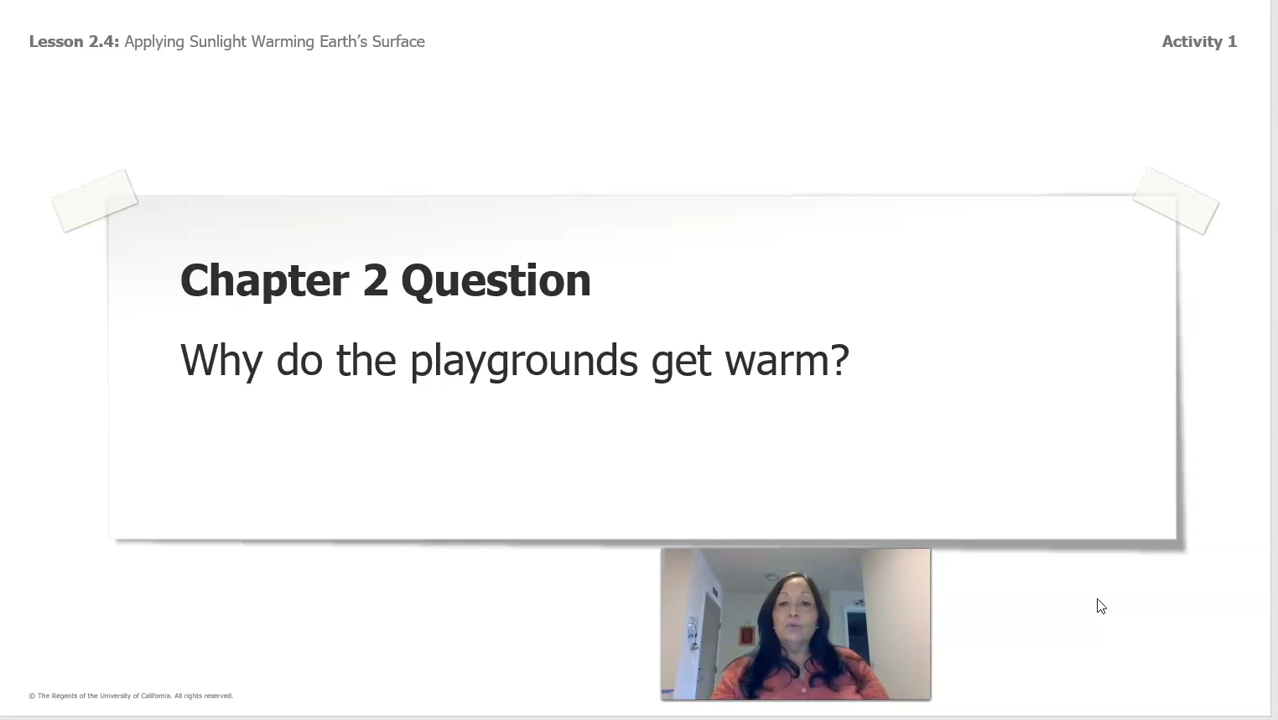 Lesson 2.4: Applying Sunlight Warming Earth’s Surface
Activity 1
Chapter 2 Question
Why do the playgrounds get warm?
© The Regents of the University of California. All rights reserved.